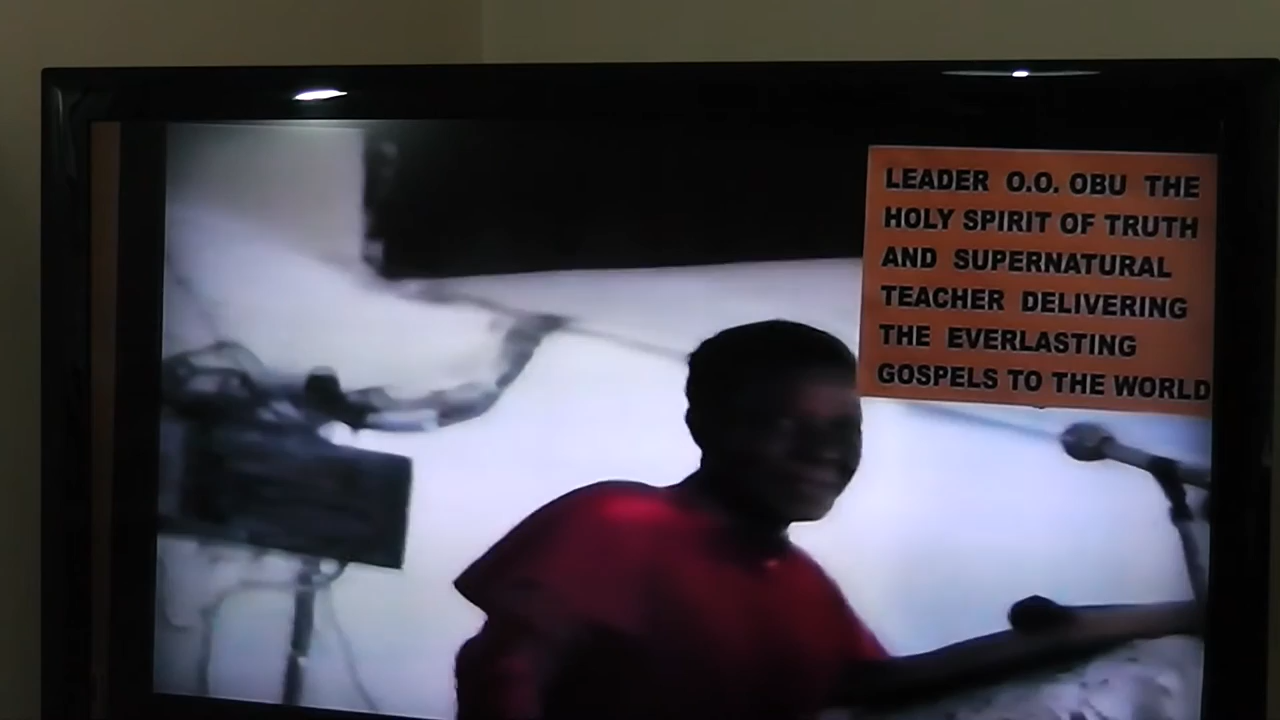 LEADER O.O. OBU THE
HOLY SPIRIT OF TRUTH
AND SUPERNATURAL
TEACHER DELIVERING
THE EVERLASTING
GOSPELS TO THE WORLD